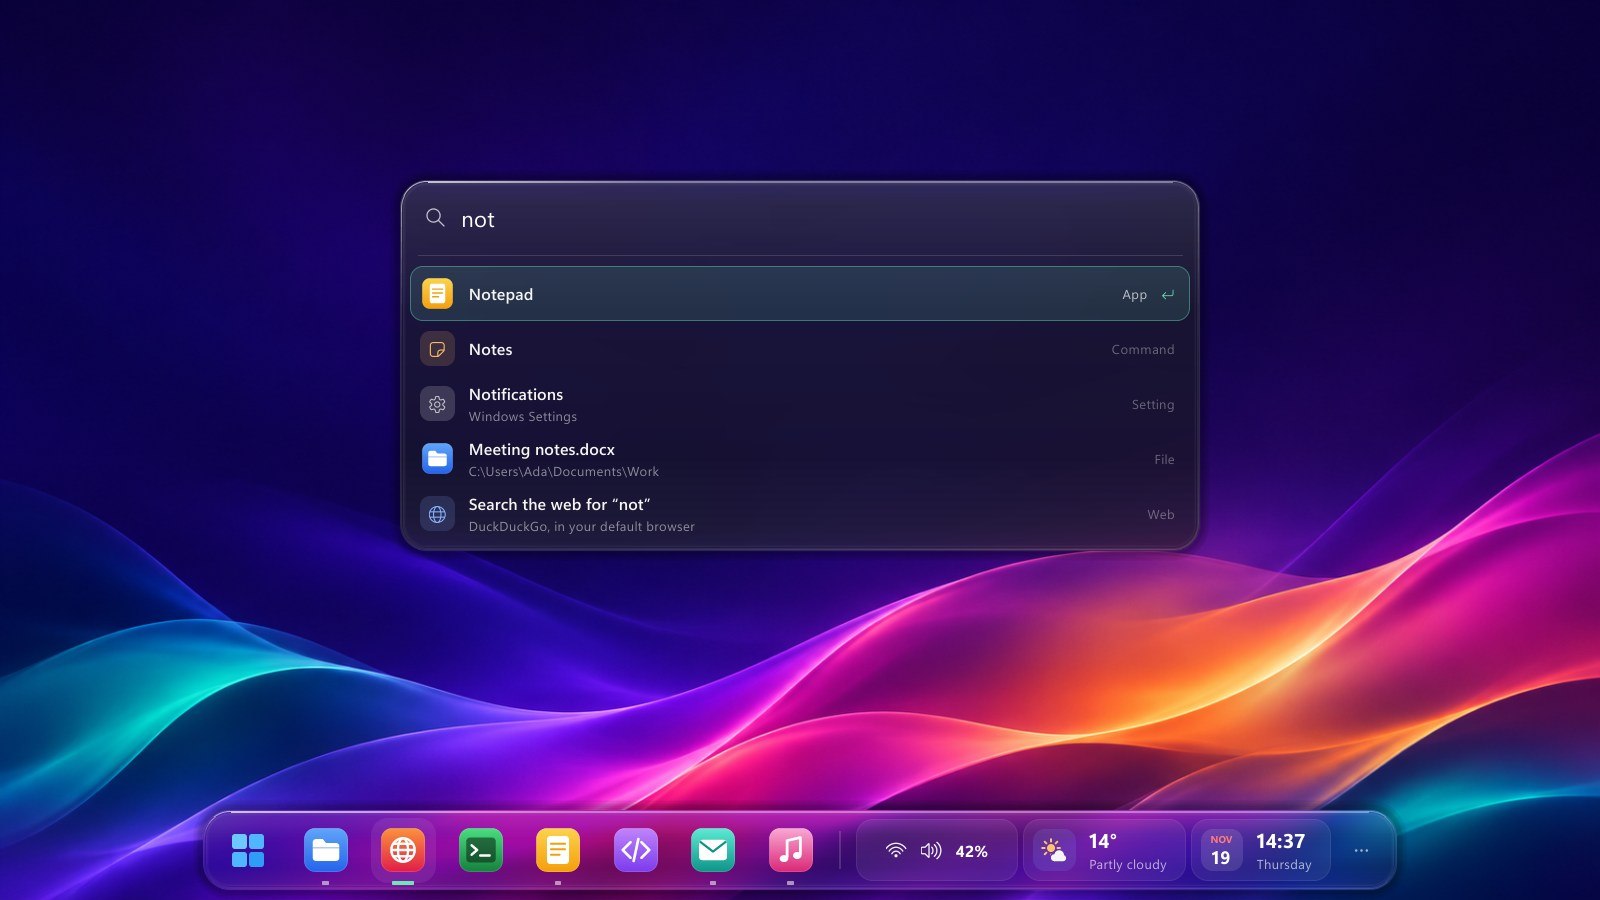 not
Notepad App
Notes Command
Notifications
Windows Settings
Setting
Meeting notes.docx
C:\Users\Ada\Documents\Work
File
Search the web for “not”
DuckDuckGo, in your default browser
Web
42%
14°
Partly cloudy
NOV
19
14:37
Thursday